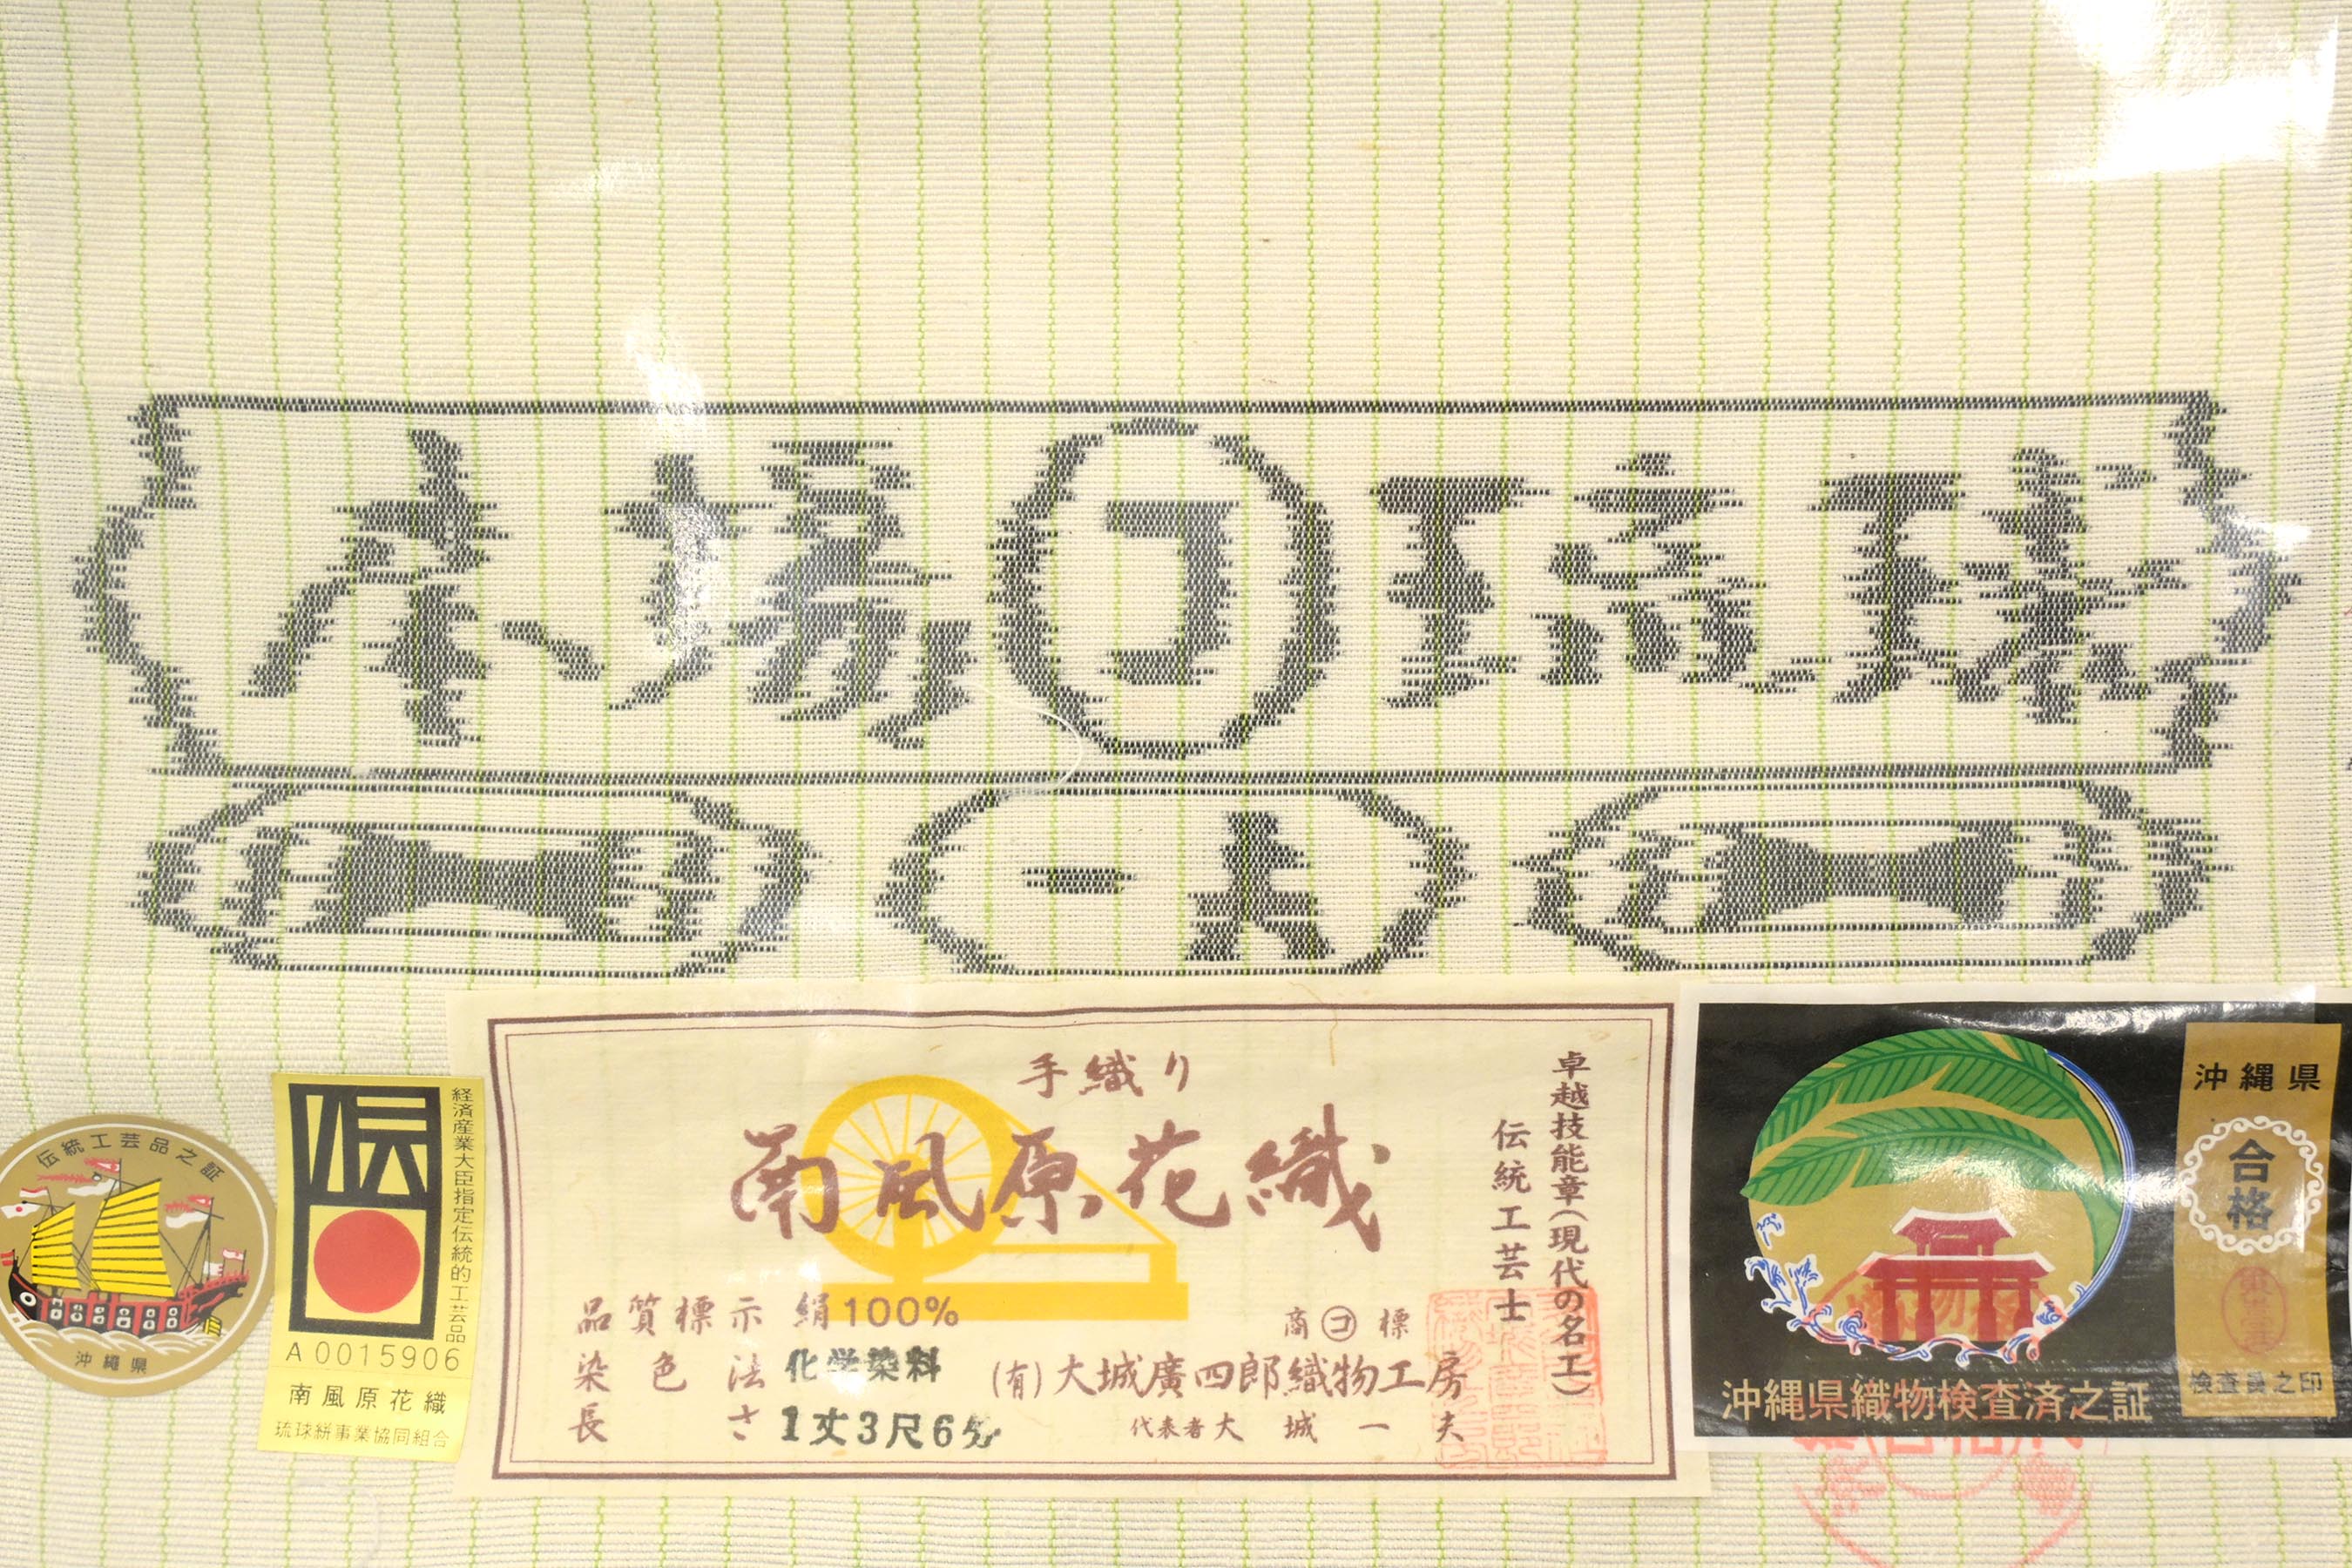 本場コ琉球
一大
伝統工芸品之証
沖縄県
伝
経済産業大臣指定伝統的工芸品
A 0015906
南風原花織
琉球絣事業協同組合
手織り
南風原花織
品質標示 絹100%
染色法 化学染料
長さ 1丈3尺6分
卓越技能章(現代の名工)
伝統工芸士
商コ標
(有)大城廣四郎織物工房
代表者 大城一夫
沖縄県
合格
検査員之印
沖縄県織物検査済之証